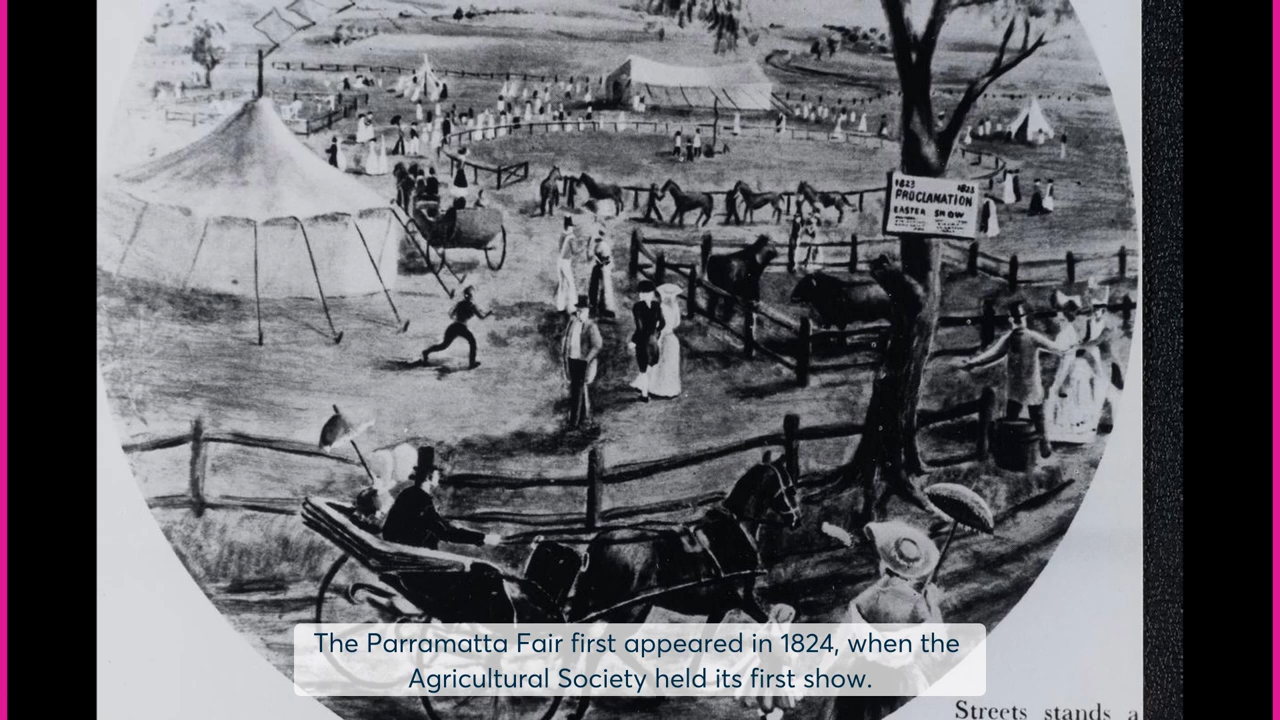 1823 1823
PROCLAMATION
EASTER SHOW
The Parramatta Fair first appeared in 1824, when the
Agricultural Society held its first show.
Streets stands a